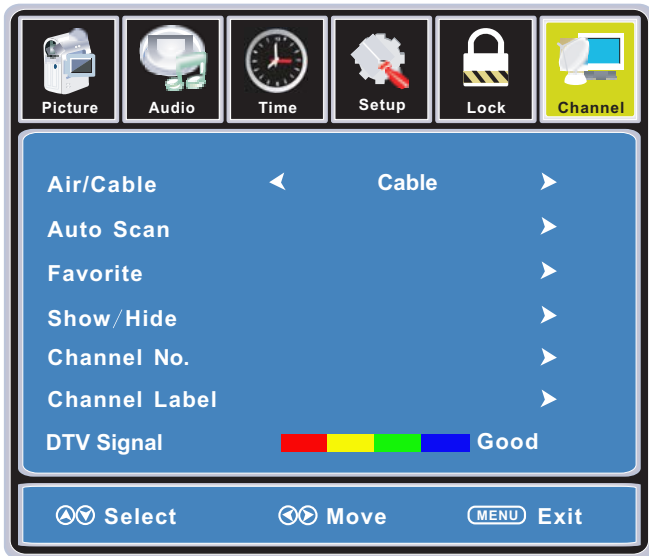 Picture Audio Time Setup Lock Channel
Air/Cable Cable
Auto Scan
Favorite
Show/Hide
Channel No.
Channel Label
DTV Signal Good
Select Move MENU Exit